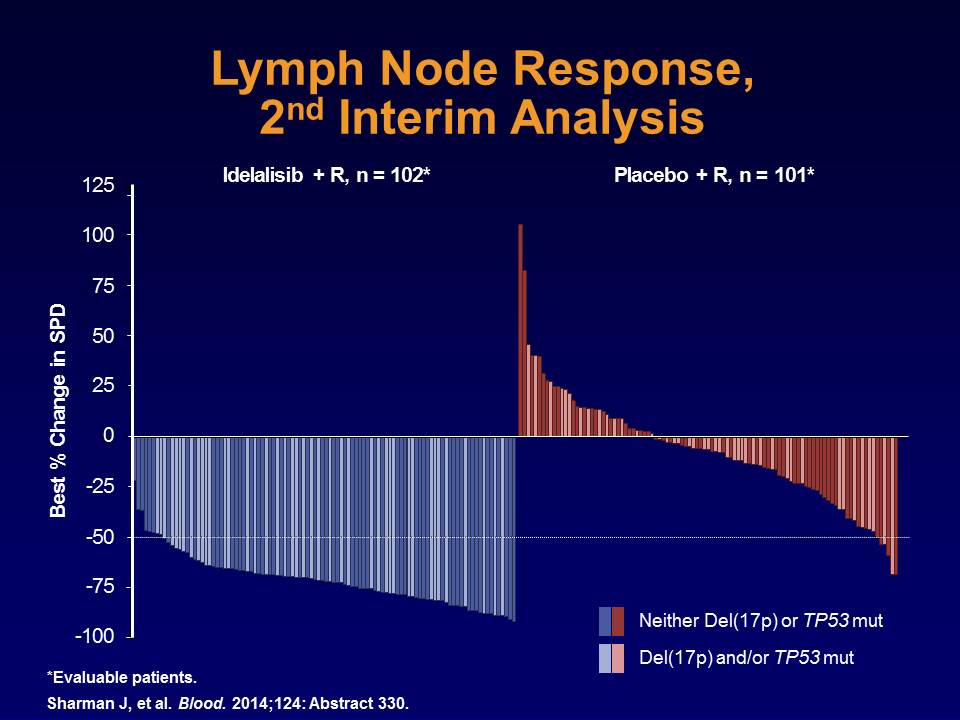 Lymph Node Response,
2nd Interim Analysis
Idelalisib + R, n = 102*
Placebo + R, n = 101*
Best % Change in SPD
125
100
75
50
25
0
-25
-50
-75
-100
Neither Del(17p) or TP53 mut
Del(17p) and/or TP53 mut
*Evaluable patients.
Sharman J, et al. Blood. 2014;124: Abstract 330.